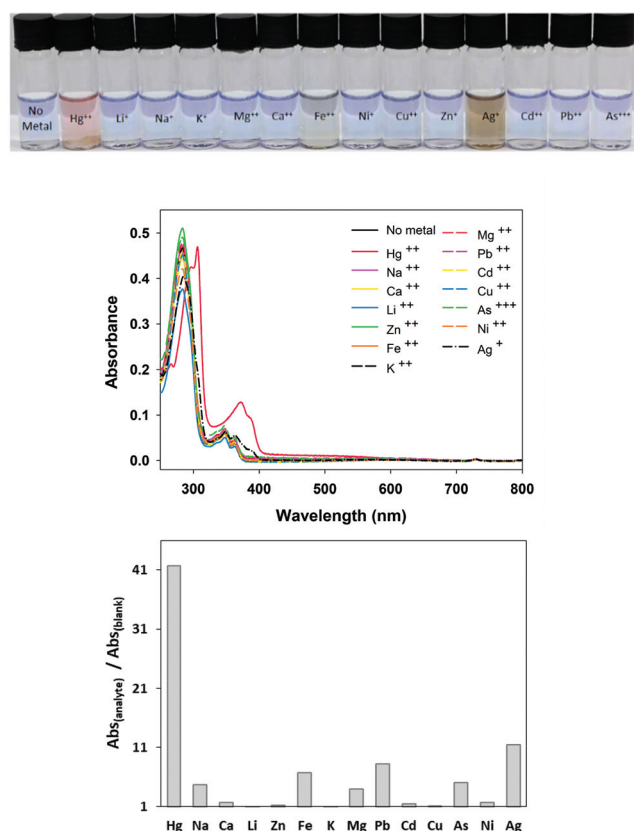 No Metal Hg++ Li+ Na+ K+ Mg++ Ca++ Fe++ Ni+ Cu++ Zn+ Ag+ Cd++ Pb++ As+++
No metal
Hg ++
Na ++
Ca ++
Li ++
Zn ++
Fe ++
K ++
Mg ++
Pb ++
Cd ++
Cu ++
As +++
Ni ++
Ag +
Absorbance
0.5
0.4
0.3
0.2
0.1
0.0
300 400 500 600 700 800
Wavelength (nm)
Abs(analyte) / Abs(blank)
41
31
21
11
1
Hg Na Ca Li Zn Fe K Mg Pb Cd Cu As Ni Ag